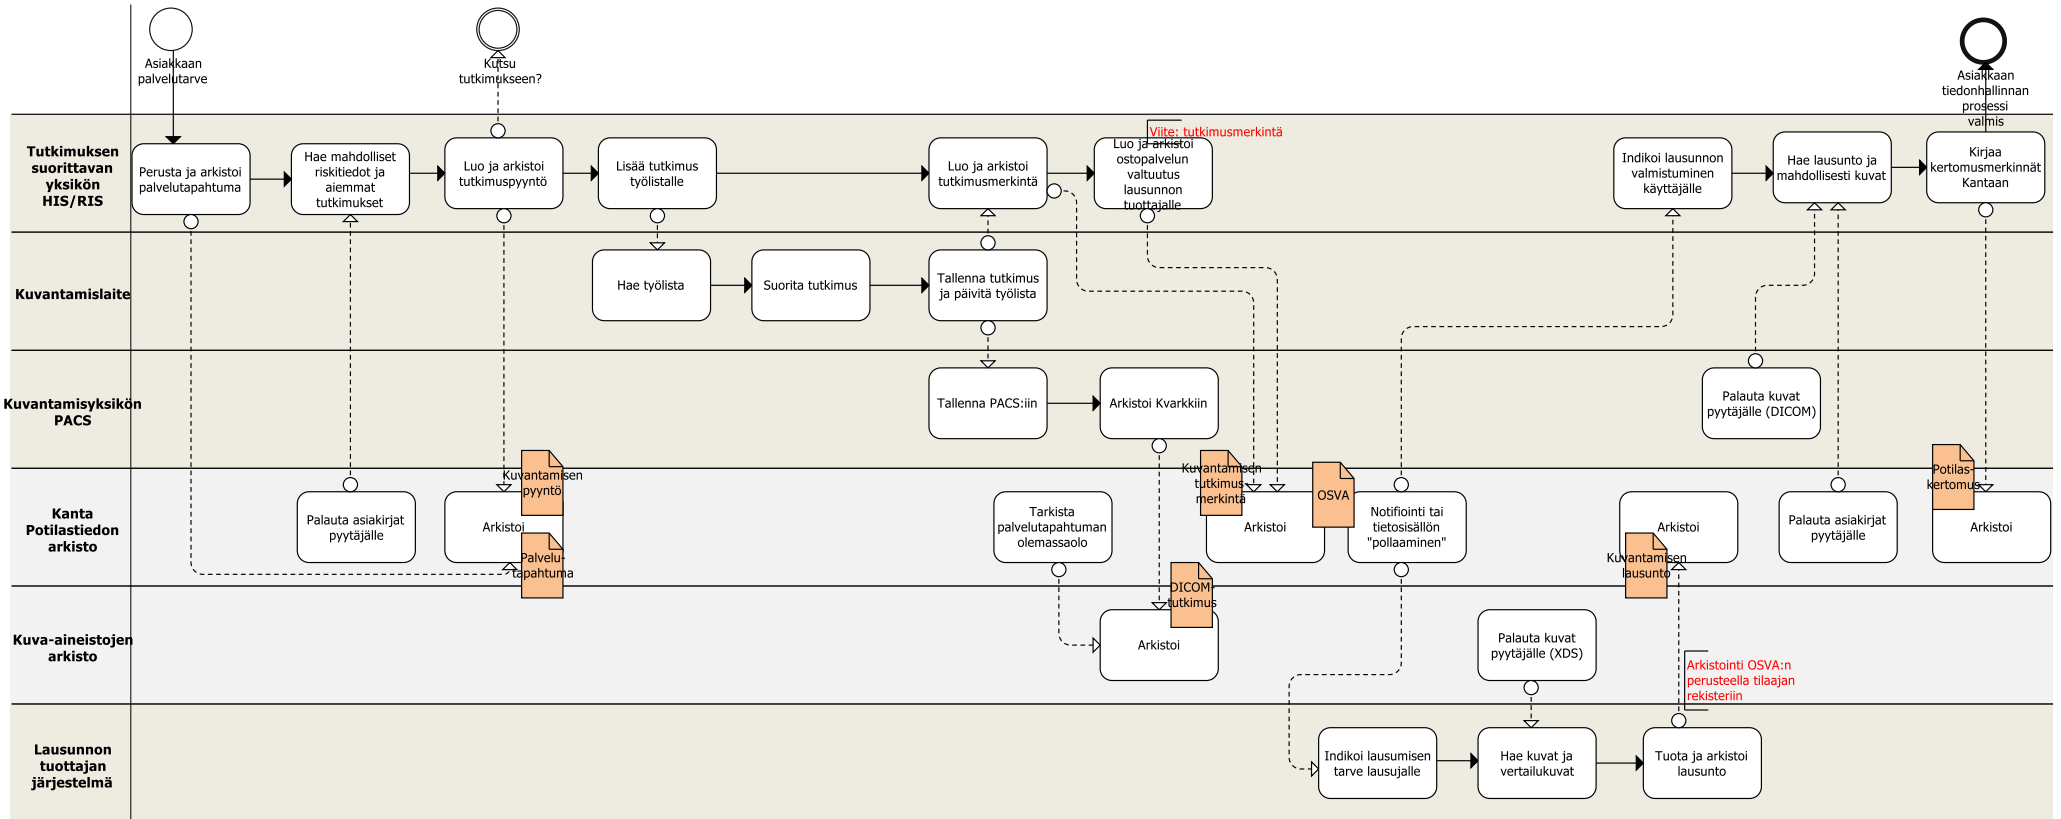 Asiakkaan
palvelutarve
Kutsu
tutkimukseen?
Asiakkaan
tiedonhallinnan
prosessi
valmis
Tutkimuksen
suorittavan
yksikön
HIS/RIS
Perusta ja arkistoi
palvelutapahtuma
Hae mahdolliset
riskitiedot ja
aiemmat
tutkimukset
Luo ja arkistoi
tutkimuspyyntö
Lisää tutkimus
työlistalle
Luo ja arkistoi
tutkimusmerkintä
Viite: tutkimusmerkintä
Luo ja arkistoi
ostopalvelun
valtuutus
lausunnon
tuottajalle
Indikoi lausunnon
valmistuminen
käyttäjälle
Hae lausunto ja
mahdollisesti kuvat
Kirjaa
kertomusmerkinnät
Kantaan
Kuvantamislaite
Hae työlista
Suorita tutkimus
Tallenna tutkimus
ja päivitä työlista
Kuvantamisyksikön
PACS
Tallenna PACS:iin
Arkistoi Kvarkkiin
Palauta kuvat
pyytäjälle (DICOM)
Kanta
Potilastiedon
arkisto
Palauta asiakirjat
pyytäjälle
Arkistoi
Kuvantamisen
pyyntö
Palvelu-
tapahtuma
Tarkista
palvelutapahtuman
olemassaolo
Kuvantamisen
tutkimus-
merkintä
Arkistoi
OSVA
Notifiointi tai
tietosisällön
"pollaaminen"
Arkistoi
Kuvantamisen
lausunto
Palauta asiakirjat
pyytäjälle
Potilas-
kertomus
Arkistoi
Kuva-aineistojen
arkisto
DICOM-
tutkimus
Arkistoi
Palauta kuvat
pyytäjälle (XDS)
Arkistointi OSVA:n
perusteella tilaajan
rekisteriin
Lausunnon
tuottajan
järjestelmä
Indikoi lausumisen
tarve lausujalle
Hae kuvat ja
vertailukuvat
Tuota ja arkistoi
lausunto